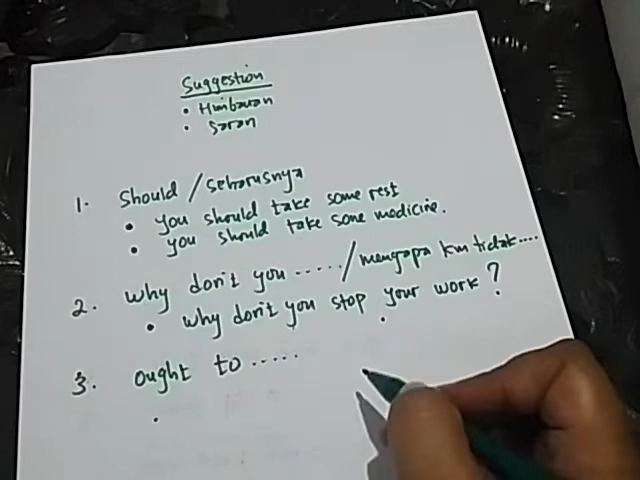 Suggestion
• Himbauan
• Saran
1. Should / seharusnya
• you should take some rest
• you should take some medicine.
2. why don't you ..... / mengapa km tidak ....
• why don't you stop your work ?
3. ought to .....
•